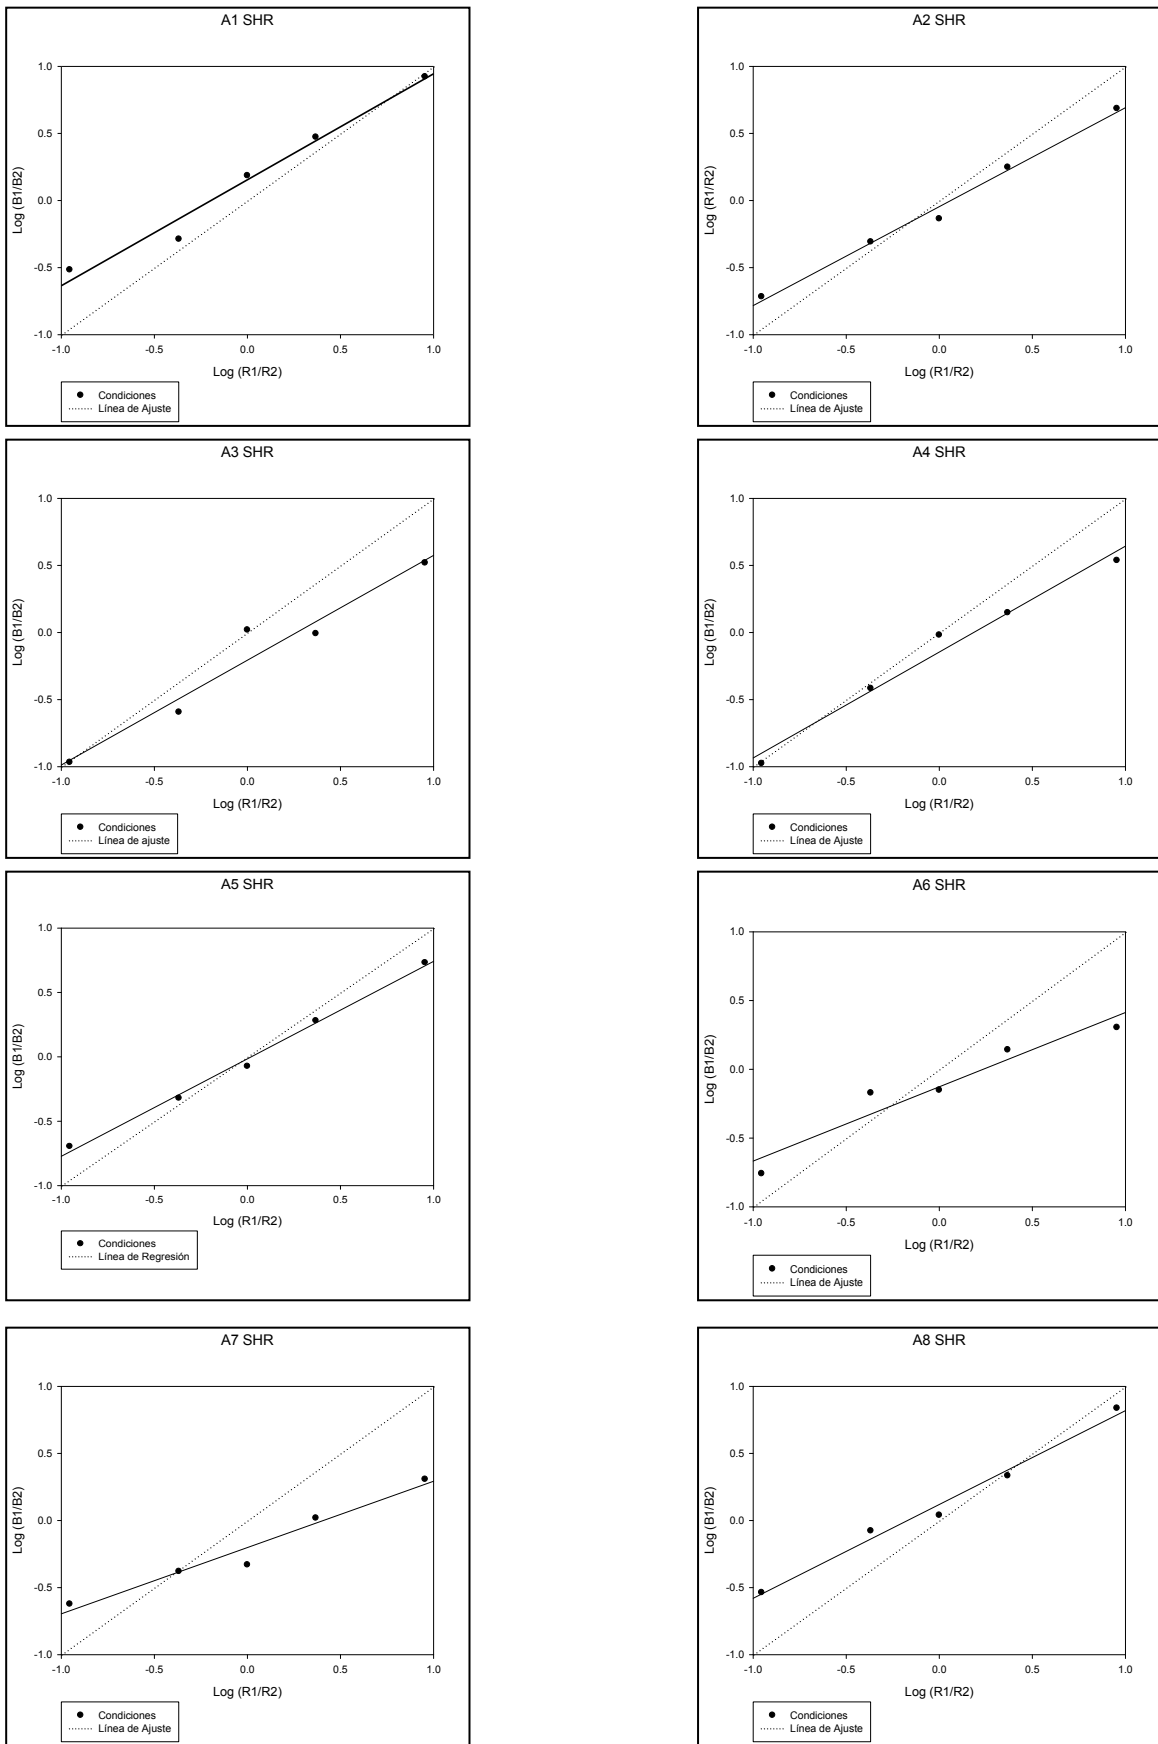 A1 SHR
Log (B1/B2)
1.0
0.5
0.0
-0.5
-1.0
-1.0 -0.5 0.0 0.5 1.0
Log (R1/R2)
Condiciones
Línea de Ajuste
A2 SHR
Log (R1/R2)
1.0
0.5
0.0
-0.5
-1.0
-1.0 -0.5 0.0 0.5 1.0
Log (R1/R2)
Condiciones
Línea de Ajuste
A3 SHR
Log (B1/B2)
1.0
0.5
0.0
-0.5
-1.0
-1.0 -0.5 0.0 0.5 1.0
Log (R1/R2)
Condiciones
Línea de ajuste
A4 SHR
Log (B1/B2)
1.0
0.5
0.0
-0.5
-1.0
-1.0 -0.5 0.0 0.5 1.0
Log (R1/R2)
Condiciones
Línea de Ajuste
A5 SHR
Log (B1/B2)
1.0
0.5
0.0
-0.5
-1.0
-1.0 -0.5 0.0 0.5 1.0
Log (R1/R2)
Condiciones
Línea de Regresión
A6 SHR
Log (B1/B2)
1.0
0.5
0.0
-0.5
-1.0
-1.0 -0.5 0.0 0.5 1.0
Log (R1/R2)
Condiciones
Línea de Ajuste
A7 SHR
Log (B1/B2)
1.0
0.5
0.0
-0.5
-1.0
-1.0 -0.5 0.0 0.5 1.0
Log (R1/R2)
Condiciones
Línea de Ajuste
A8 SHR
Log (B1/B2)
1.0
0.5
0.0
-0.5
-1.0
-1.0 -0.5 0.0 0.5 1.0
Log (R1/R2)
Condiciones
Línea de Ajuste